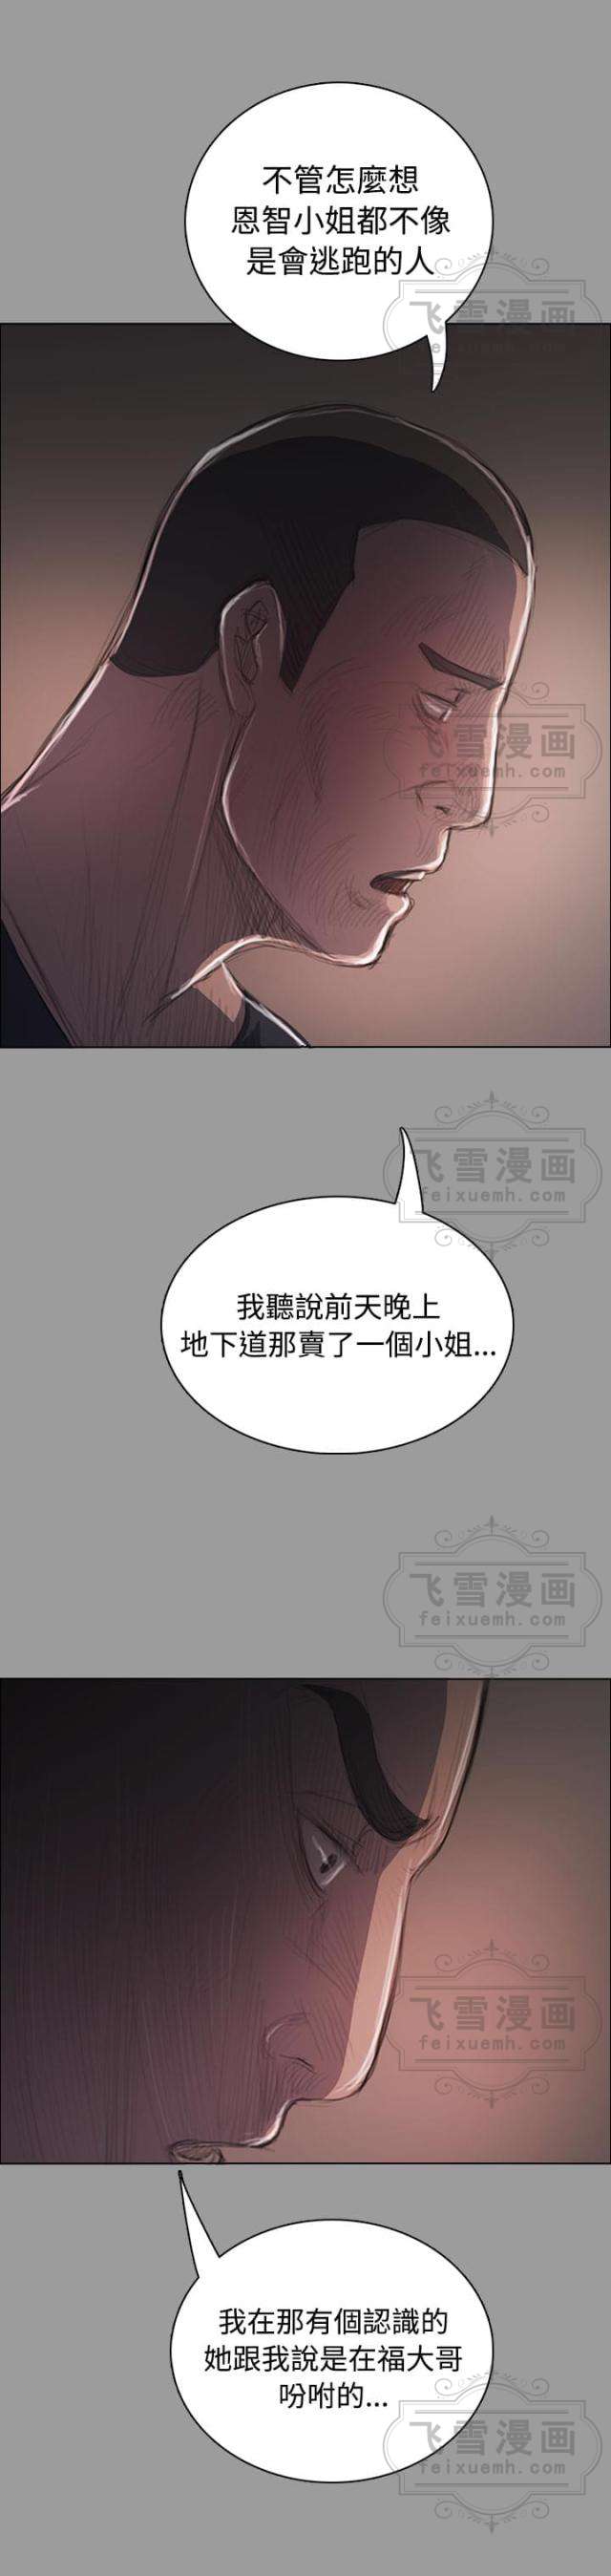 不管怎麼想
恩智小姐都不像
是會逃跑的人
飞雪漫画
feixuemh.com
飞雪漫画
feixuemh.com
飞雪漫画
feixuemh.com
我聽說前天晚上
地下道那賣了一個小姐...
飞雪漫画
feixuemh.com
飞雪漫画
feixuemh.com
我在那有個認識的
她跟我說是在福大哥
吩咐的...
飞雪漫画
feixuemh.com